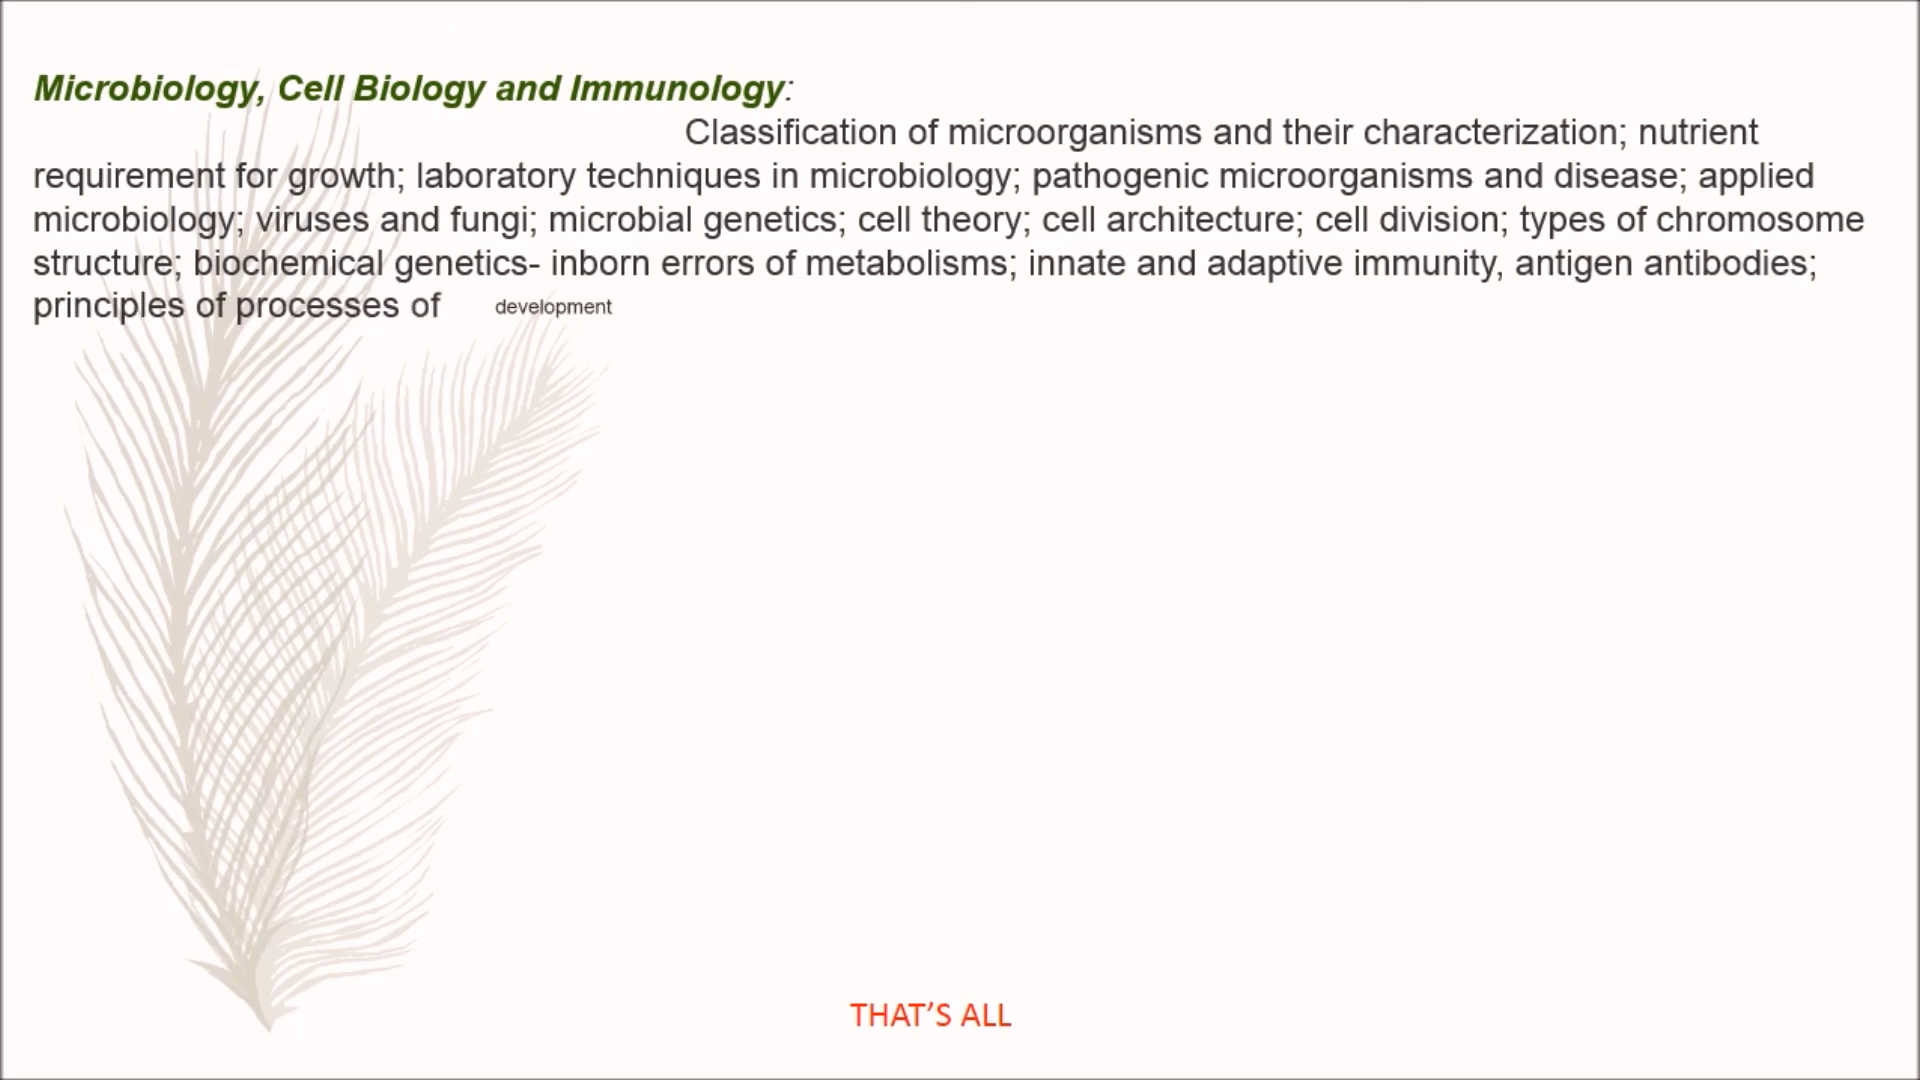 Microbiology, Cell Biology and Immunology:
Classification of microorganisms and their characterization; nutrient
requirement for growth; laboratory techniques in microbiology; pathogenic microorganisms and disease; applied
microbiology; viruses and fungi; microbial genetics; cell theory; cell architecture; cell division; types of chromosome
structure; biochemical genetics- inborn errors of metabolisms; innate and adaptive immunity, antigen antibodies;
principles of processes of development
THAT’S ALL